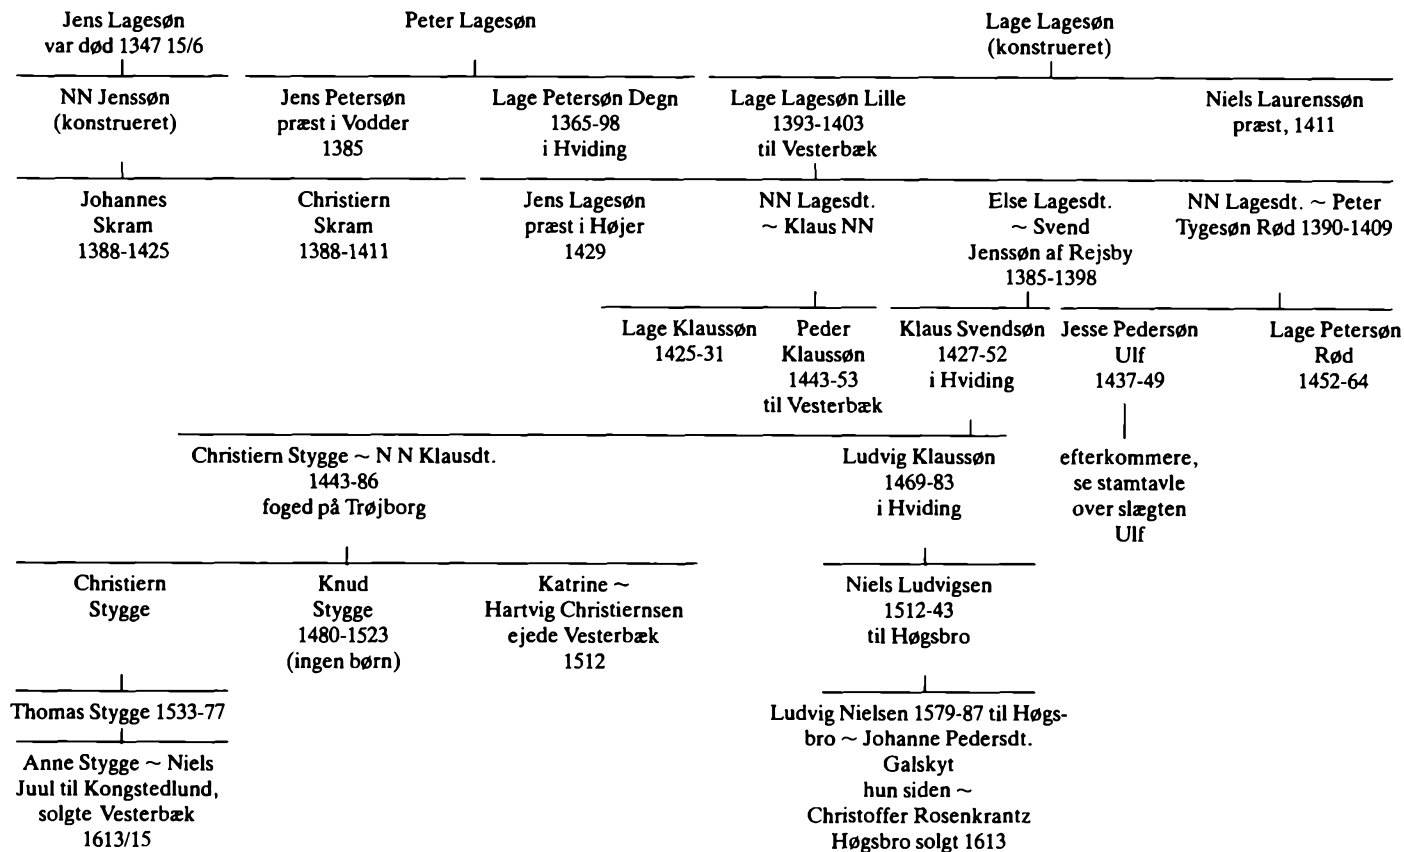 Jens Lagesøn
var død 1347 15/6
Peter Lagesøn
Lage Lagesøn
(konstrueret)
NN Jenssøn
(konstrueret)
Jens Petersøn
præst i Vodder
1385
Lage Petersøn Degn
1365-98
i Hviding
Lage Lagesøn Lille
1393-1403
til Vesterbæk
Niels Laurenssøn
præst, 1411
Johannes
Skram
1388-1425
Christiern
Skram
1388-1411
Jens Lagesøn
præst i Højer
1429
NN Lagesdt.
~ Klaus NN
Else Lagesdt.
~ Svend
Jenssøn af Rejsby
1385-1398
NN Lagesdt. ~ Peter
Tygesøn Rød 1390-1409
Lage Klaussøn
1425-31
Peder
Klaussøn
1443-53
til Vesterbæk
Klaus Svendsøn
1427-52
i Hviding
Jesse Pedersøn
Ulf
1437-49
Lage Petersøn
Rød
1452-64
Christiern Stygge ~ N N Klausdt.
1443-86
foged på Trøjborg
Ludvig Klaussøn
1469-83
i Hviding
efterkommere,
se stamtavle
over slægten
Ulf
Christiern
Stygge
Knud
Stygge
1480-1523
(ingen børn)
Katrine ~
Hartvig Christiernsen
ejede Vesterbæk
1512
Niels Ludvigsen
1512-43
til Høgsbro
Thomas Stygge 1533-77
Ludvig Nielsen 1579-87 til Høgs-
bro ~ Johanne Pedersdt.
Galskyt
hun siden ~
Christoffer Rosenkrantz
Høgsbro solgt 1613
Anne Stygge ~ Niels
Juul til Kongstedlund,
solgte Vesterbæk
1613/15